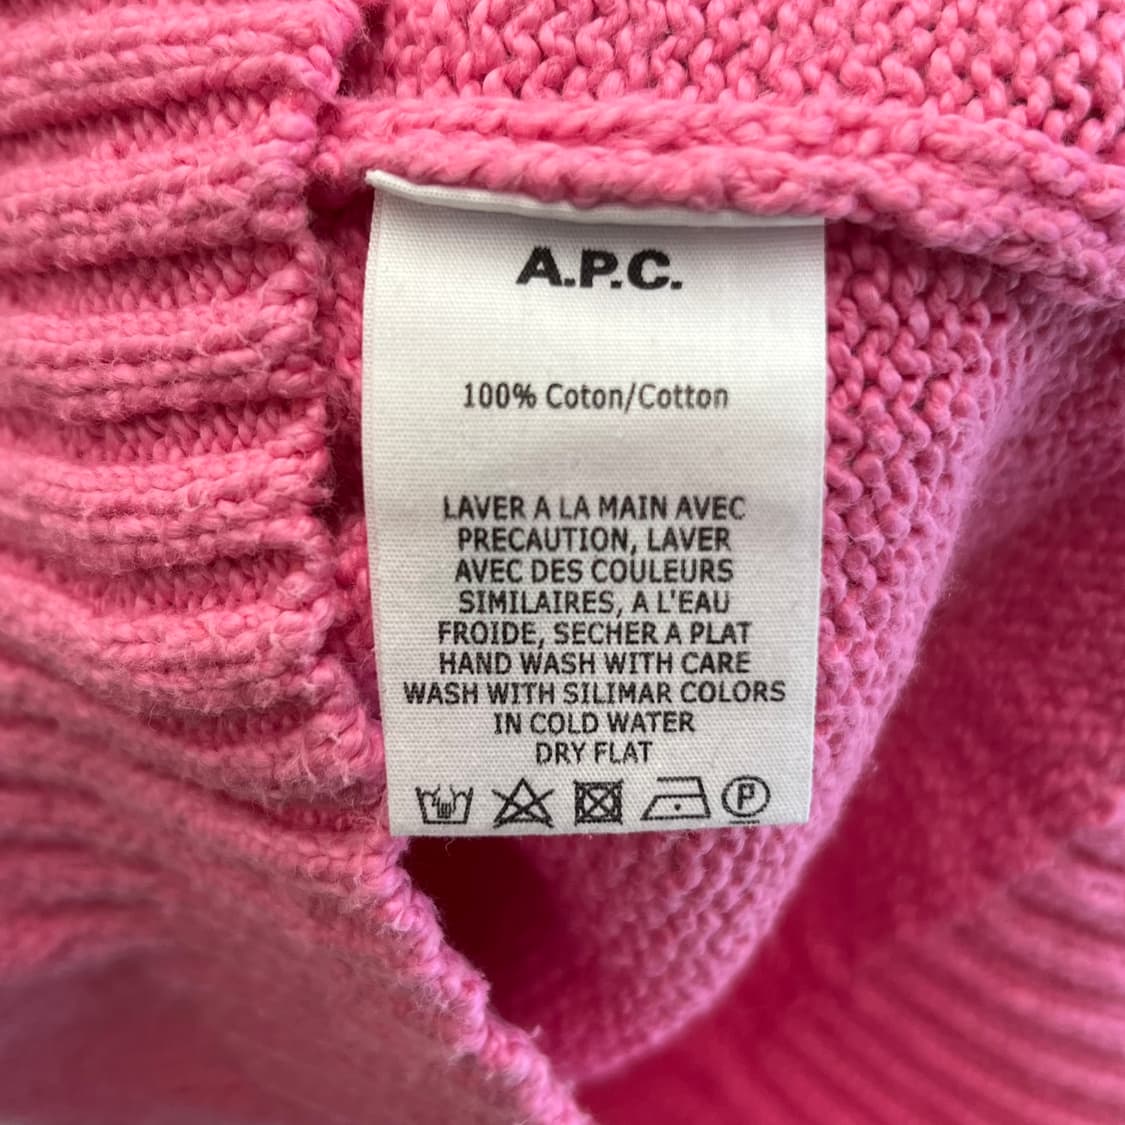 A.P.C.
100% Coton/Cotton
LAVER A LA MAIN AVEC
PRECAUTION, LAVER
AVEC DES COULEURS
SIMILAIRES, A L'EAU
FROIDE, SECHER A PLAT
HAND WASH WITH CARE
WASH WITH SILIMAR COLORS
IN COLD WATER
DRY FLAT
P